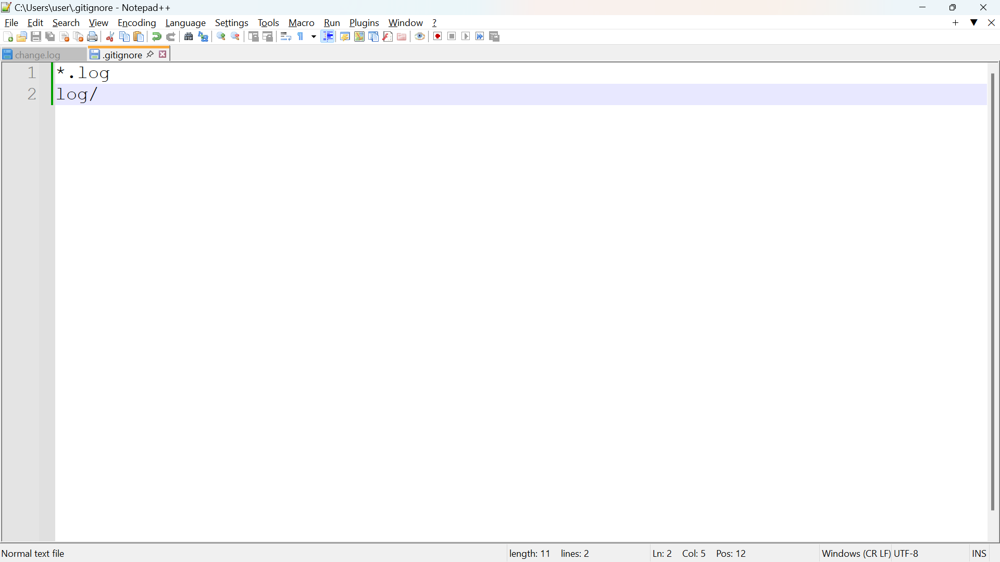 C:\Users\user\.gitignore - Notepad++
File Edit Search View Encoding Language Settings Tools Macro Run Plugins Window ?
change.log .gitignore
1 *.log
2 log/
Normal text file length: 11 lines: 2 Ln: 2 Col: 5 Pos: 12 Windows (CR LF) UTF-8 INS